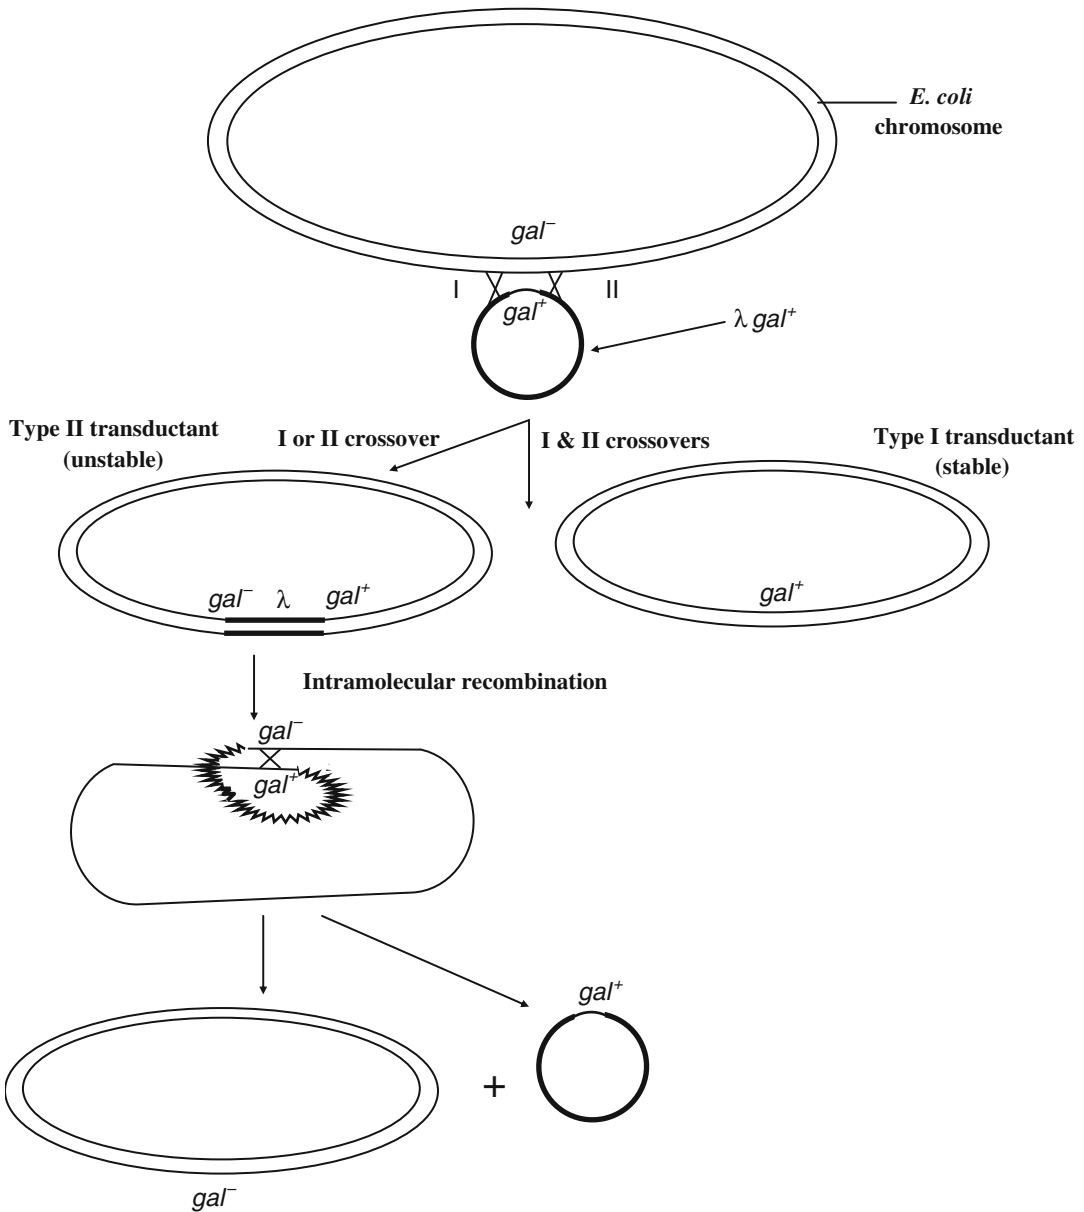 E. coli
chromosome
gal⁻
I
II
gal⁺
λ gal⁺
Type II transductant
(unstable)
I or II crossover
I & II crossovers
Type I transductant
(stable)
gal⁻ λ gal⁺
gal⁺
Intramolecular recombination
gal⁻
gal⁺
gal⁺
+
gal⁻